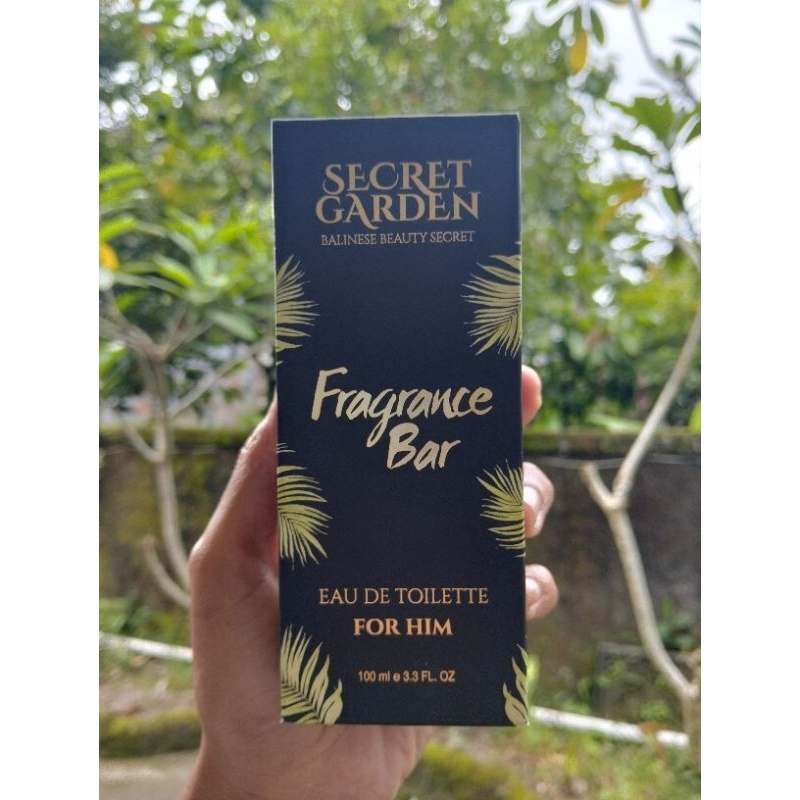 SECRET
GARDEN
BALINESE BEAUTY SECRET
Fragrance
Bar
EAU DE TOILETTE
FOR HIM
100 ml e 3.3 FL. OZ